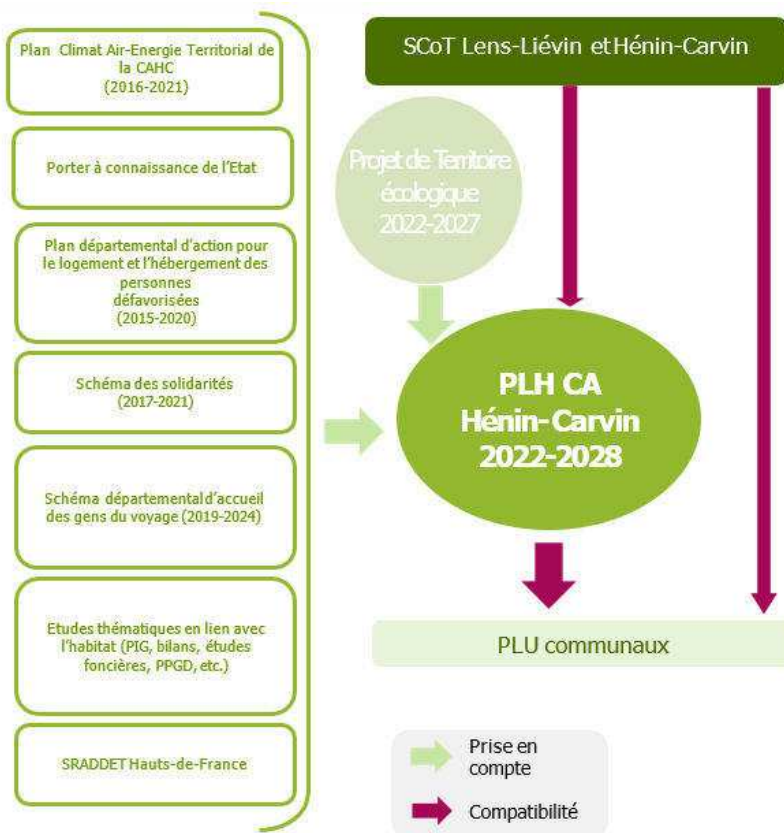 Plan Climat Air-Energie Territorial de
la CAHC
(2016-2021)
Porter à connaissance de l'Etat
Plan départemental d'action pour
le logement et l'hébergement des
personnes
défavorisées
(2015-2020)
Schéma des solidarités
(2017-2021)
Schéma départemental d'accueil
des gens du voyage (2019-2024)
Etudes thématiques en lien avec
l'habitat (PIG, bilans, études
foncières, PPGD, etc.)
SRADDET Hauts-de-France
SCoT Lens-Liévin et Hénin-Carvin
Projet de Territoire
écologique
2022-2027
PLH CA
Hénin-Carvin
2022-2028
PLU communaux
Prise en
compte
Compatibilité